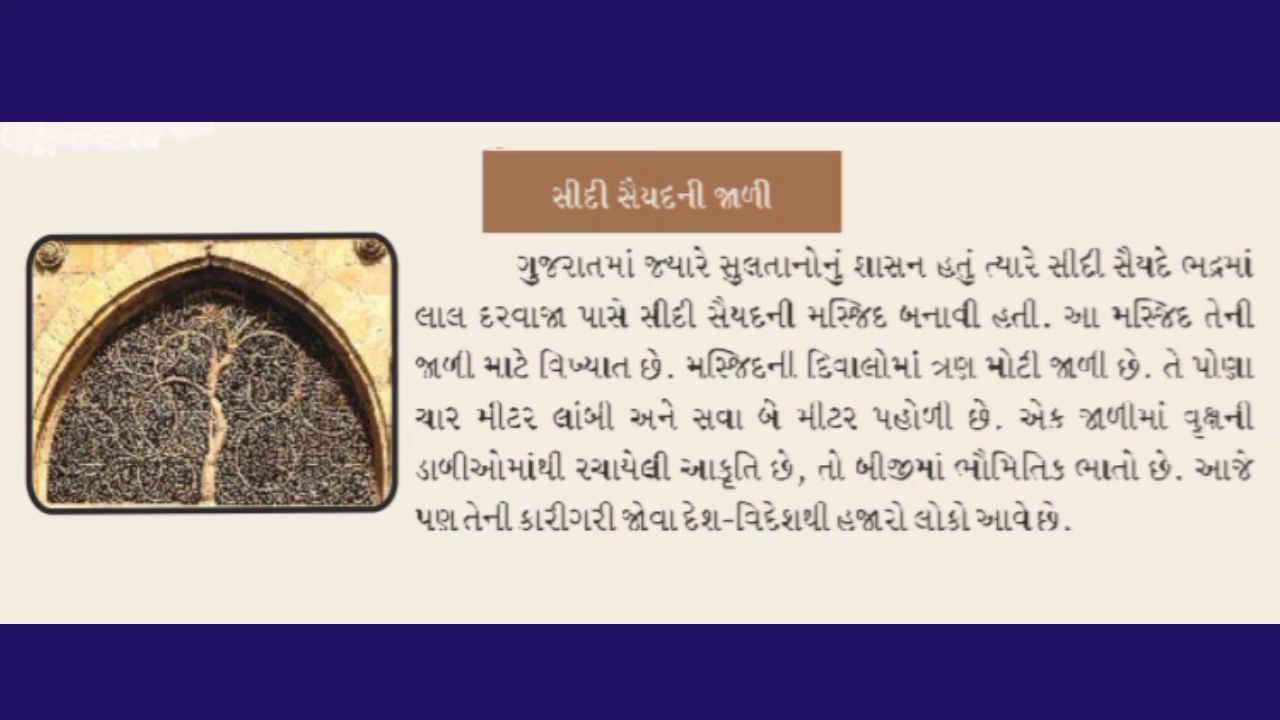 સીદી સૈયદની જાળી
ગુજરાતમાં જ્યારે સુલતાનોનું શાસન હતું ત્યારે સીદી સૈયદે ભદ્રમાં
લાલ દરવાજા પાસે સીદી સૈયદની મસ્જિદ બનાવી હતી. આ મસ્જિદ તેની
જાળી માટે વિખ્યાત છે. મસ્જિદની દિવાલોમાં ત્રણ મોટી જાળી છે. તે પોણા
ચાર મીટર લાંબી અને સવા બે મીટર પહોળી છે. એક જાળીમાં વૃક્ષની
ડાળીઓમાંથી રચાયેલી આકૃતિ છે, તો બીજીમાં ભૌમિતિક ભાતો છે. આજે
પણ તેની કારીગરી જોવા દેશ-વિદેશથી હજારો લોકો આવે છે.